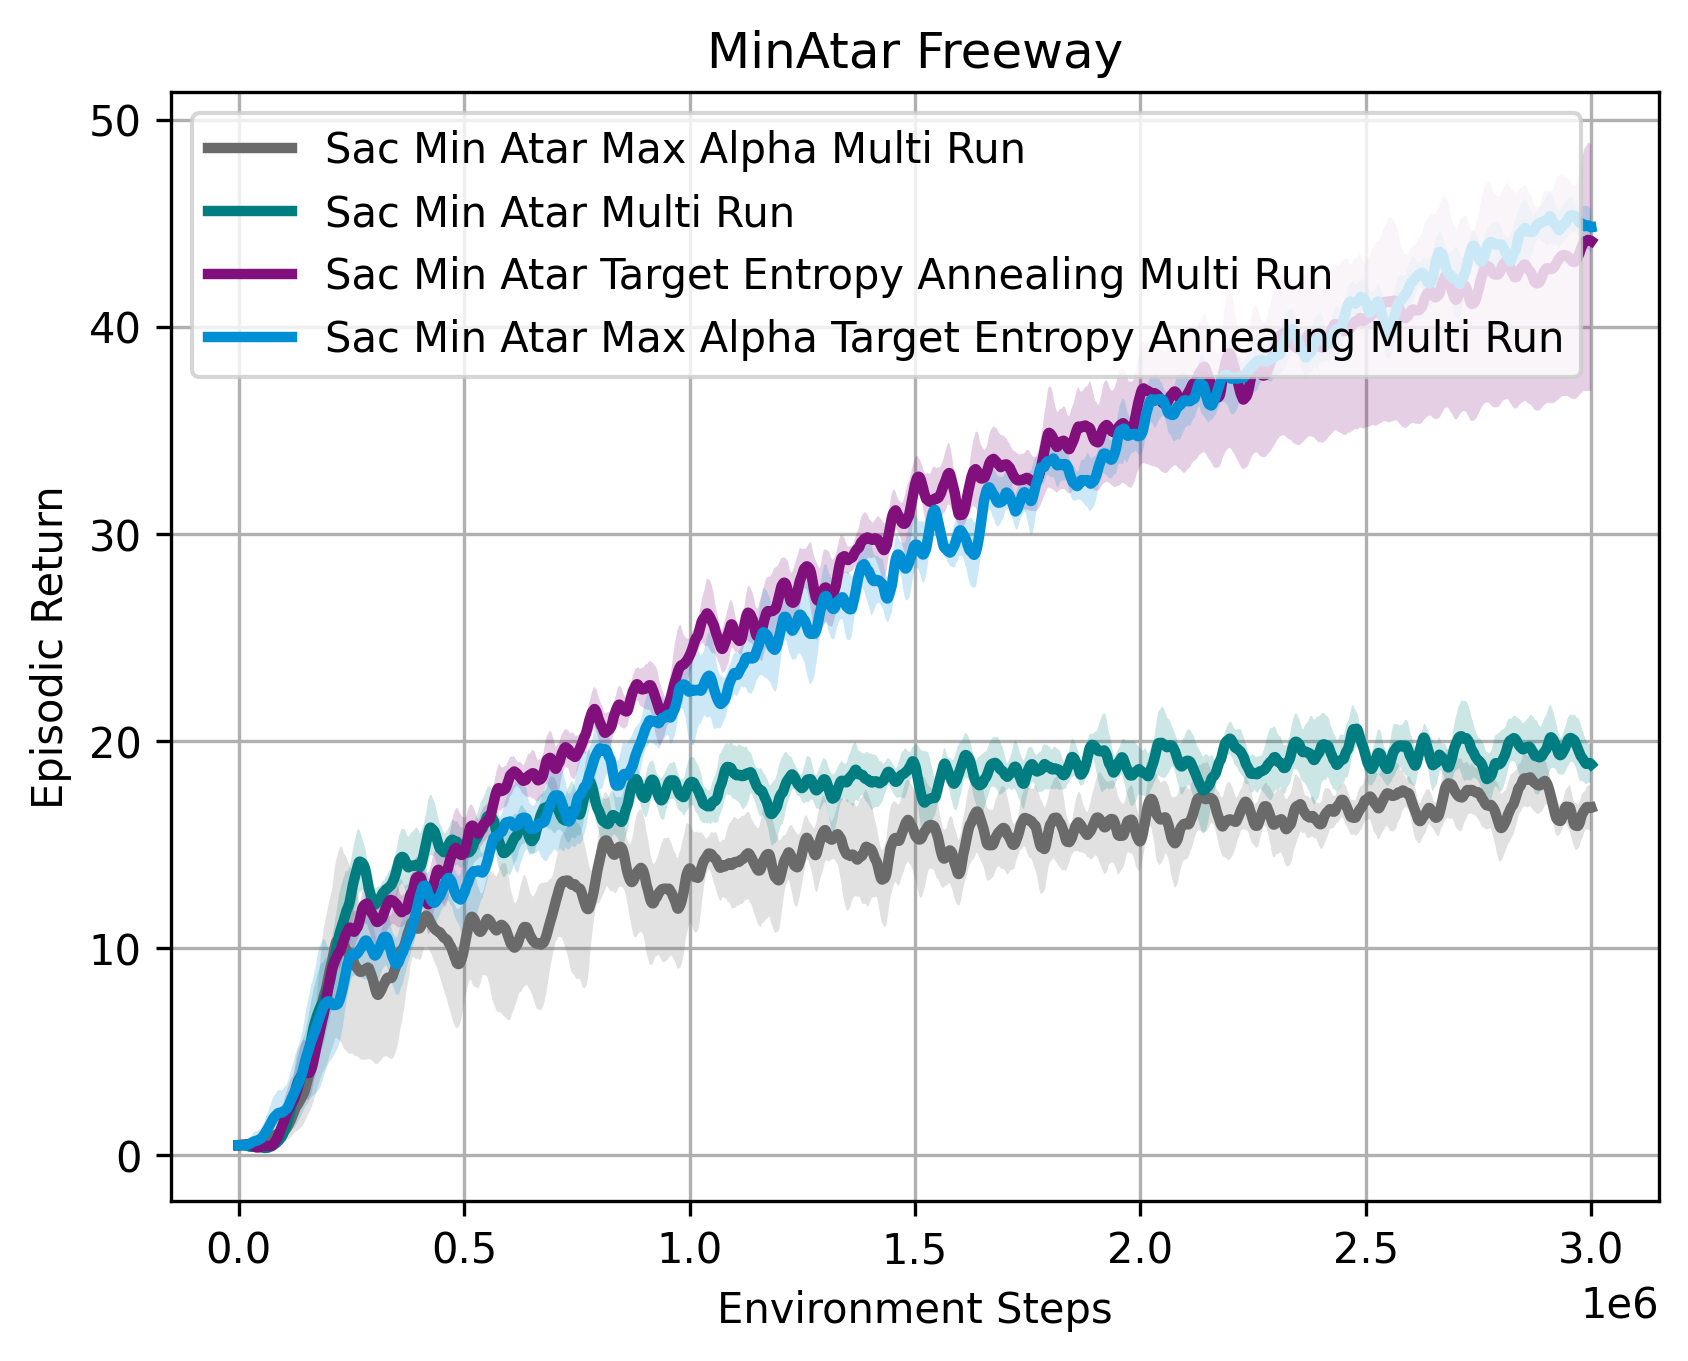 MinAtar Freeway
50
40
30
20
10
0
Episodic Return
Sac Min Atar Max Alpha Multi Run
Sac Min Atar Multi Run
Sac Min Atar Target Entropy Annealing Multi Run
Sac Min Atar Max Alpha Target Entropy Annealing Multi Run
0.0 0.5 1.0 1.5 2.0 2.5 3.0
1e6
Environment Steps